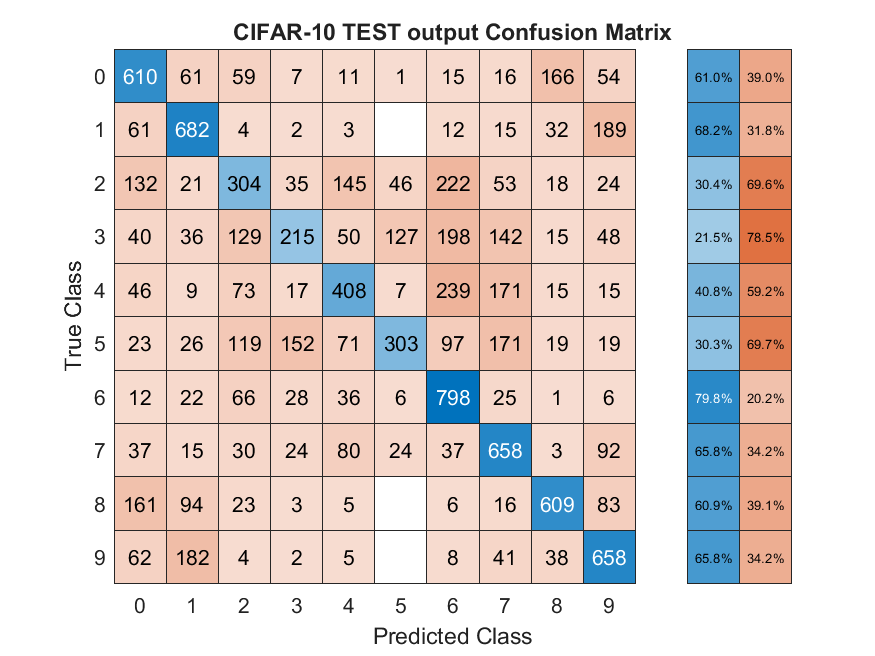 CIFAR-10 TEST output Confusion Matrix
0 610 61 59 7 11 1 15 16 166 54 61.0% 39.0%
1 61 682 4 2 3 12 15 32 189 68.2% 31.8%
2 132 21 304 35 145 46 222 53 18 24 30.4% 69.6%
3 40 36 129 215 50 127 198 142 15 48 21.5% 78.5%
4 46 9 73 17 408 7 239 171 15 15 40.8% 59.2%
5 23 26 119 152 71 303 97 171 19 19 30.3% 69.7%
6 12 22 66 28 36 6 798 25 1 6 79.8% 20.2%
7 37 15 30 24 80 24 37 658 3 92 65.8% 34.2%
8 161 94 23 3 5 6 16 609 83 60.9% 39.1%
9 62 182 4 2 5 8 41 38 658 65.8% 34.2%
0 1 2 3 4 5 6 7 8 9
Predicted Class
True Class